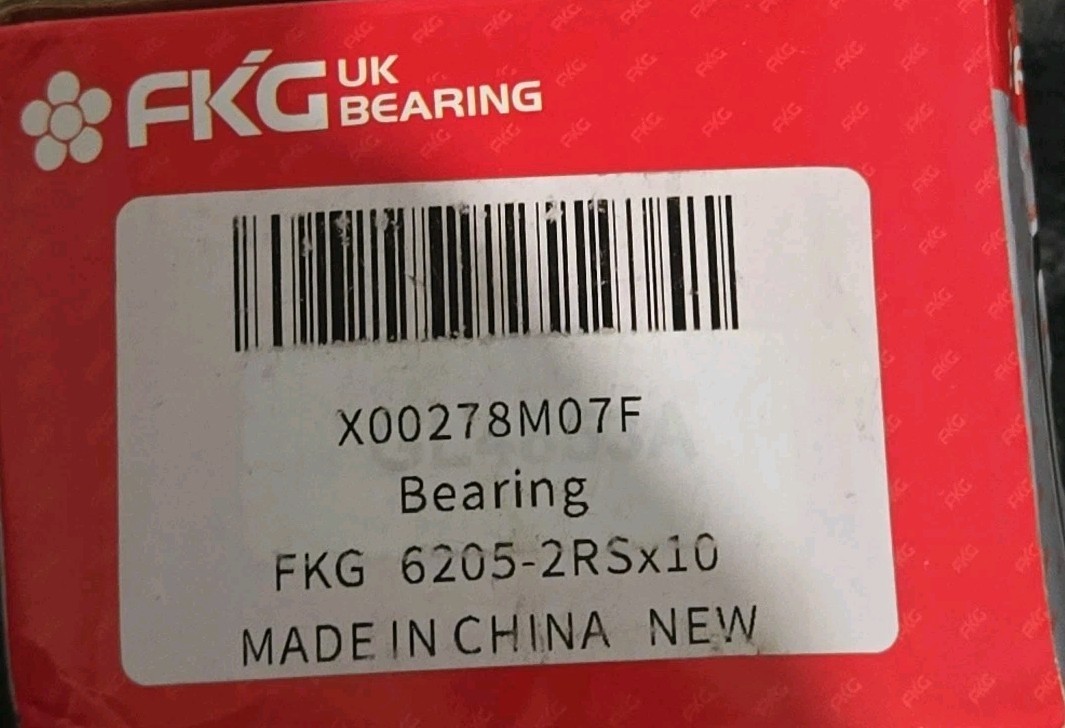 FKG UK
BEARING
X00278M07F
Bearing
FKG 6205-2RSx10
MADE IN CHINA NEW